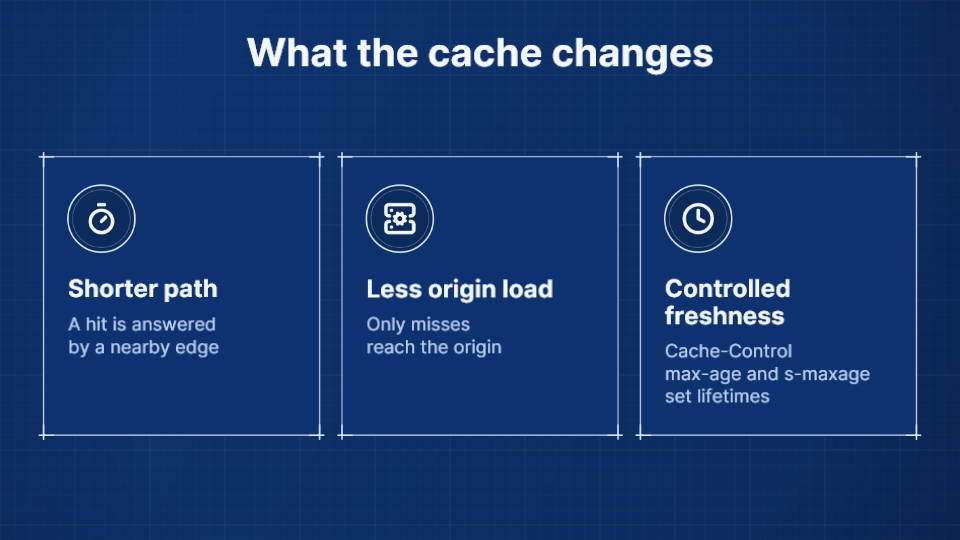 What the cache changes
Shorter path
A hit is answered
by a nearby edge
Less origin load
Only misses
reach the origin
Controlled
freshness
Cache-Control
max-age and s-maxage
set lifetimes